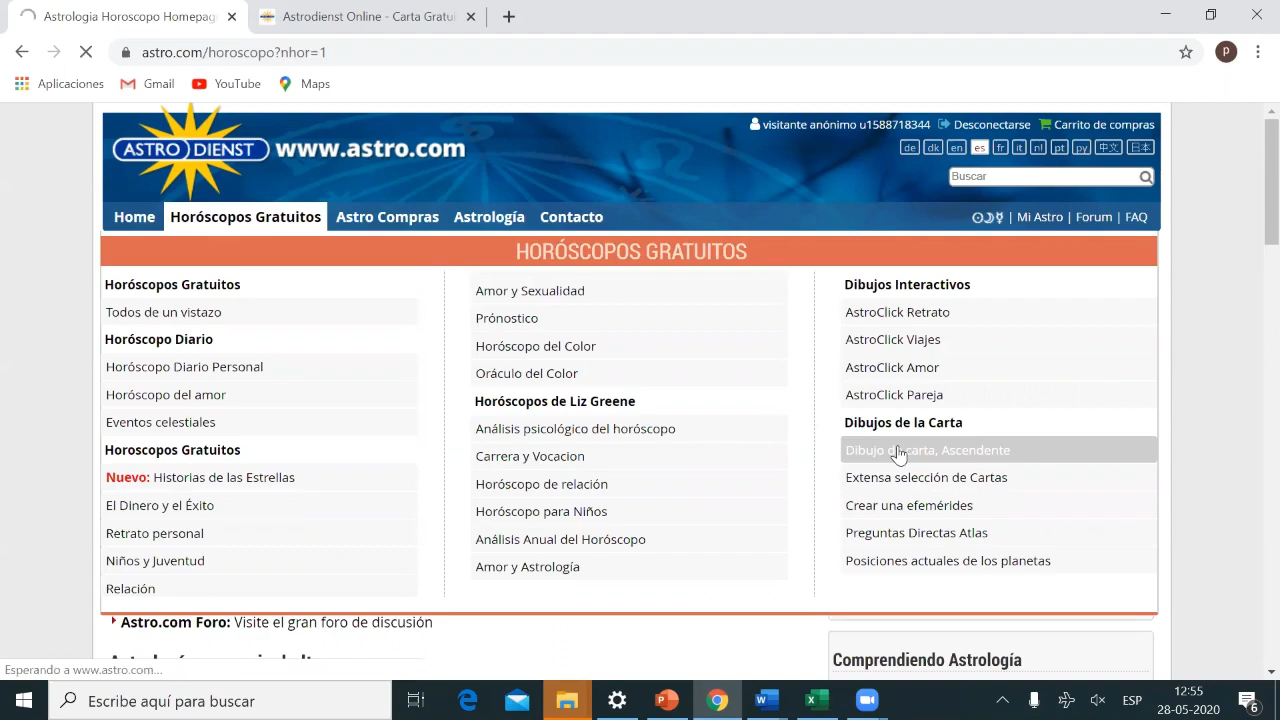 Astrologia Horoscopo Homepag
Astrodienst Online - Carta Gratui
astro.com/horoscopo?nhor=1
p
Aplicaciones
Gmail
YouTube
Maps
ASTRO DIENST
www.astro.com
visitante anónimo u1588718344
Desconectarse
Carrito de compras
de dk en es fr it nl pt py 中文 日本
Buscar
Home
Horóscopos Gratuitos
Astro Compras
Astrología
Contacto
| Mi Astro | Forum | FAQ
HORÓSCOPOS GRATUITOS
Horóscopos Gratuitos
Todos de un vistazo
Horóscopo Diario
Horóscopo Diario Personal
Horóscopo del amor
Eventos celestiales
Horoscopos Gratuitos
Nuevo: Historias de las Estrellas
El Dinero y el Éxito
Retrato personal
Niños y Juventud
Relación
Amor y Sexualidad
Prónostico
Horóscopo del Color
Oráculo del Color
Horóscopos de Liz Greene
Análisis psicológico del horóscopo
Carrera y Vocacion
Horóscopo de relación
Horóscopo para Niños
Análisis Anual del Horóscopo
Amor y Astrología
Dibujos Interactivos
AstroClick Retrato
AstroClick Viajes
AstroClick Amor
AstroClick Pareja
Dibujos de la Carta
Dibujo de carta, Ascendente
Extensa selección de Cartas
Crear una efemérides
Preguntas Directas Atlas
Posiciones actuales de los planetas
Astro.com Foro: Visite el gran foro de discusión
Comprendiendo Astrología
Esperando a www.astro.com...
Escribe aquí para buscar
ESP
12:55
28-05-2020
6